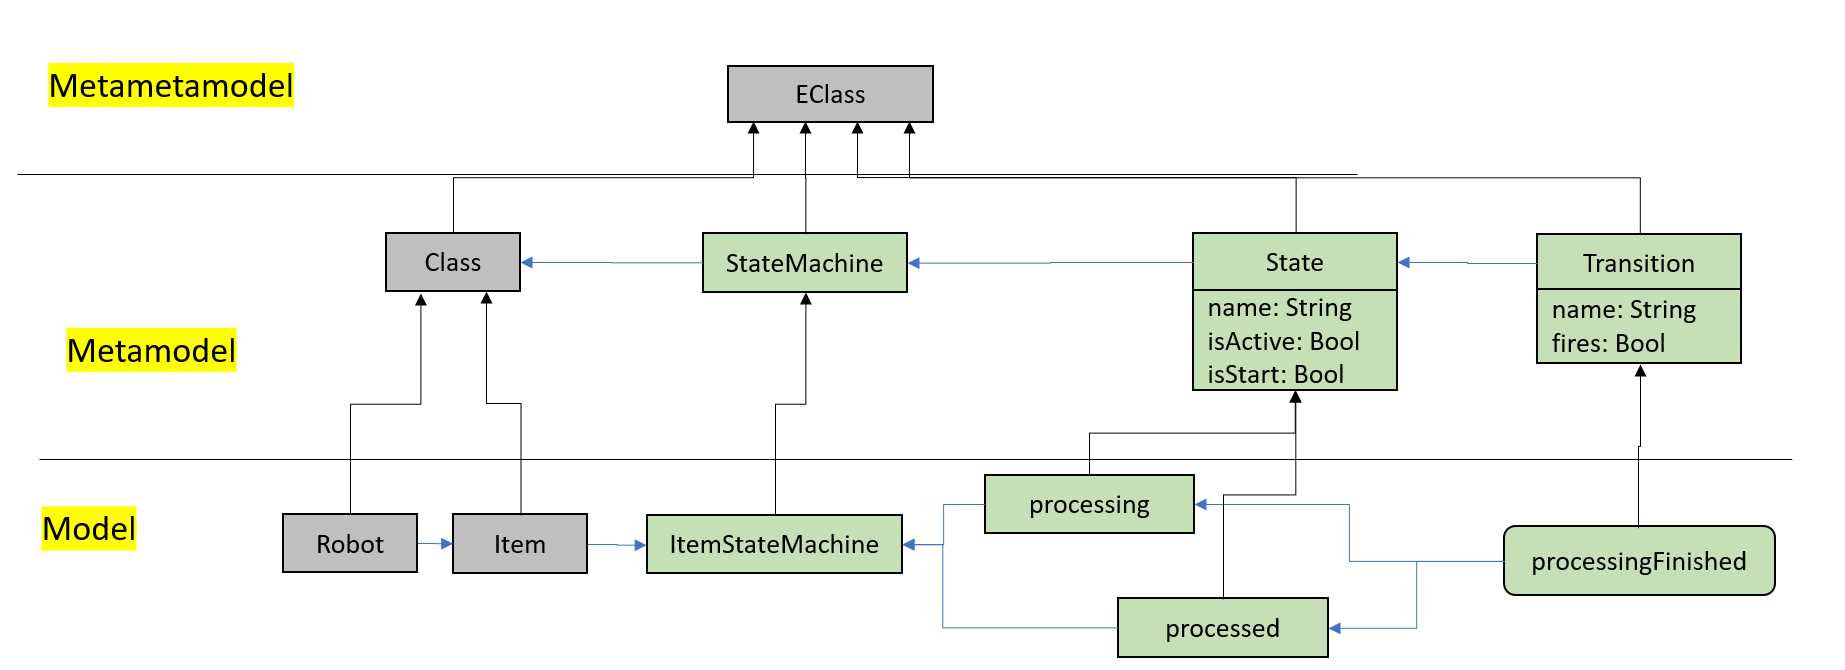 Metametamodel
EClass
Class
StateMachine
State
name: String
isActive: Bool
isStart: Bool
Transition
name: String
fires: Bool
Metamodel
Model
Robot
Item
ItemStateMachine
processing
processed
processingFinished